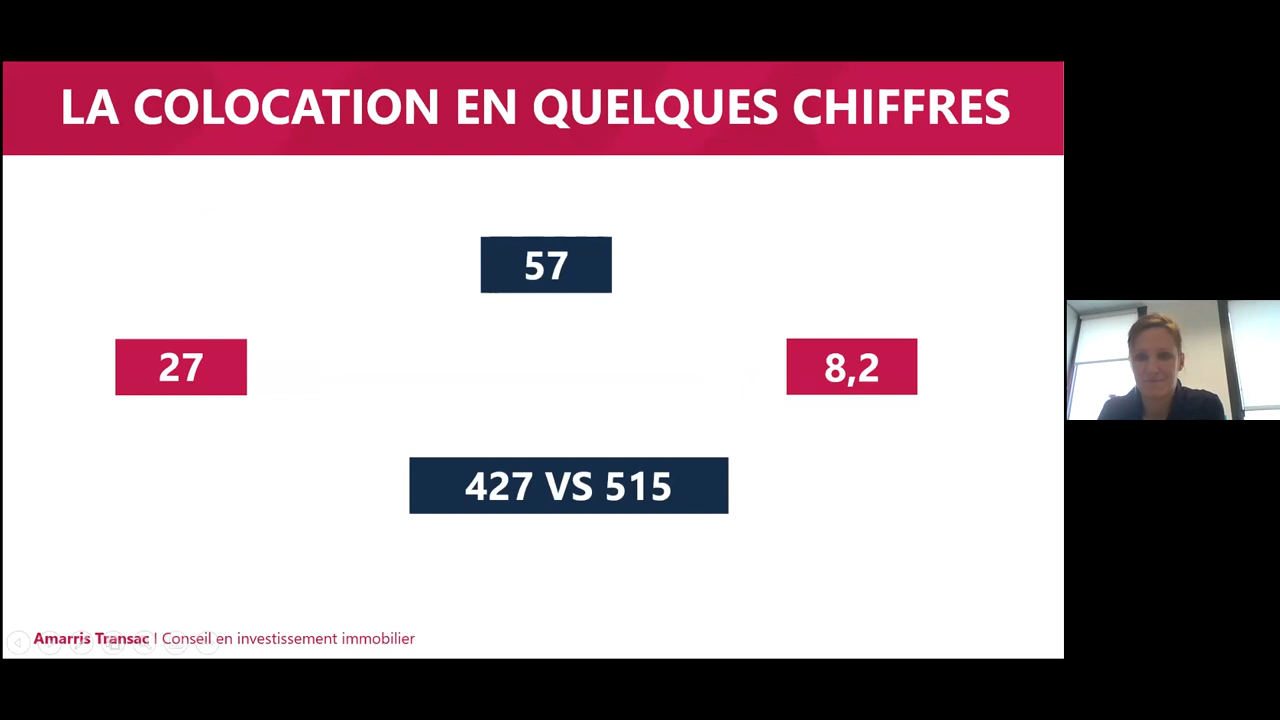 LA COLOCATION EN QUELQUES CHIFFRES
57
27
8,2
427 VS 515
Amarris Transac | Conseil en investissement immobilier